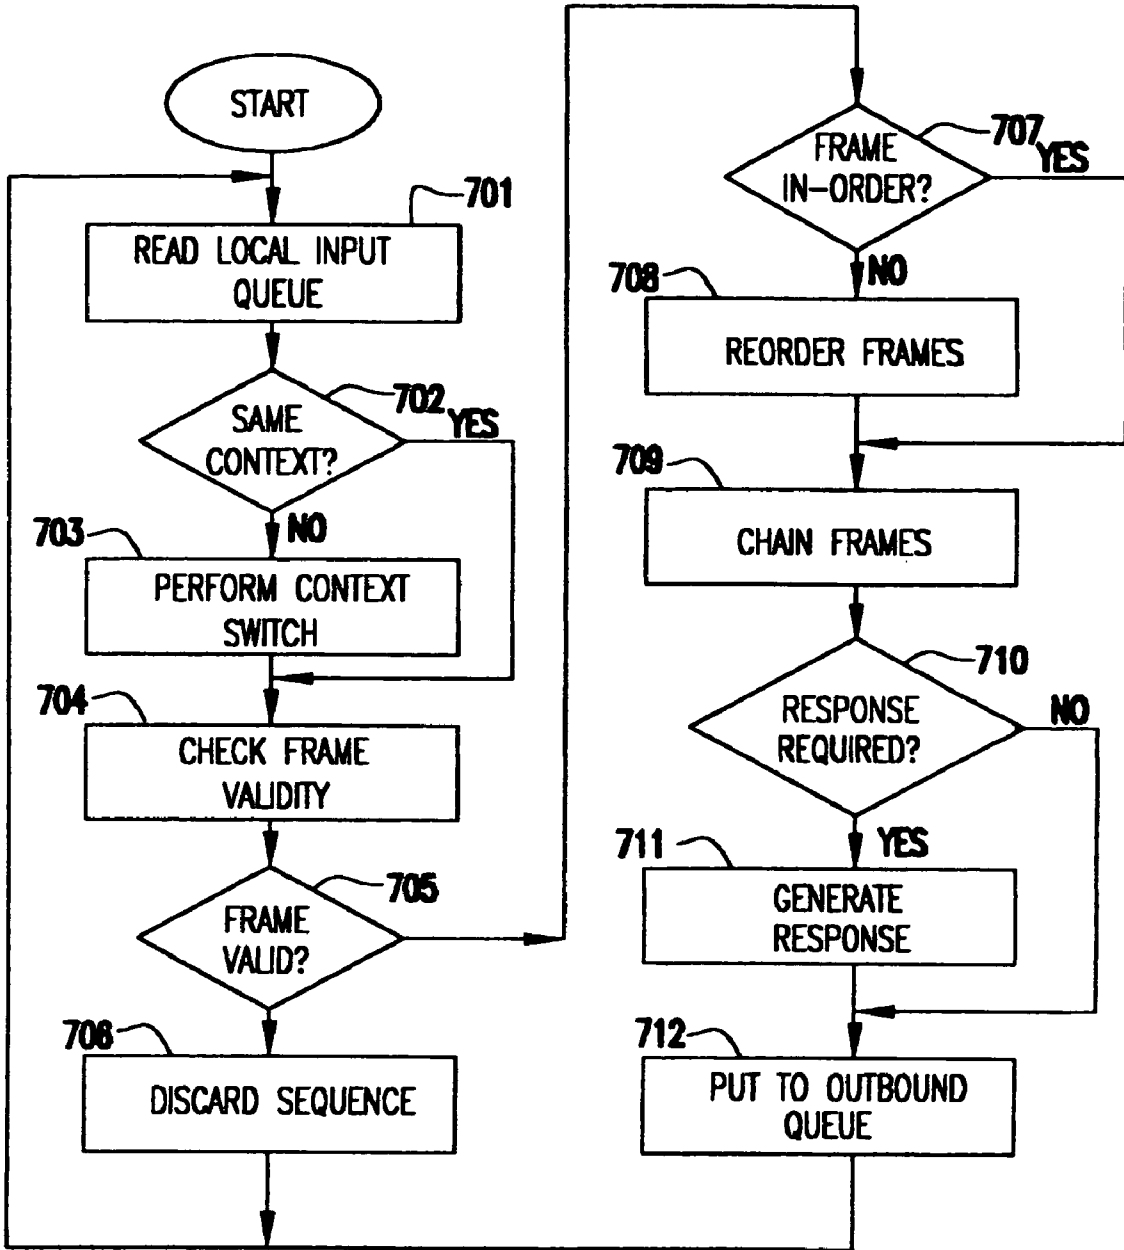 START
701
READ LOCAL INPUT
QUEUE
702
YES
SAME
CONTEXT?
NO
703
PERFORM CONTEXT
SWITCH
704
CHECK FRAME
VALIDITY
705
FRAME
VALID?
706
DISCARD SEQUENCE
707
YES
FRAME
IN-ORDER?
NO
708
REORDER FRAMES
709
CHAIN FRAMES
710
NO
RESPONSE
REQUIRED?
YES
711
GENERATE
RESPONSE
712
PUT TO OUTBOUND
QUEUE